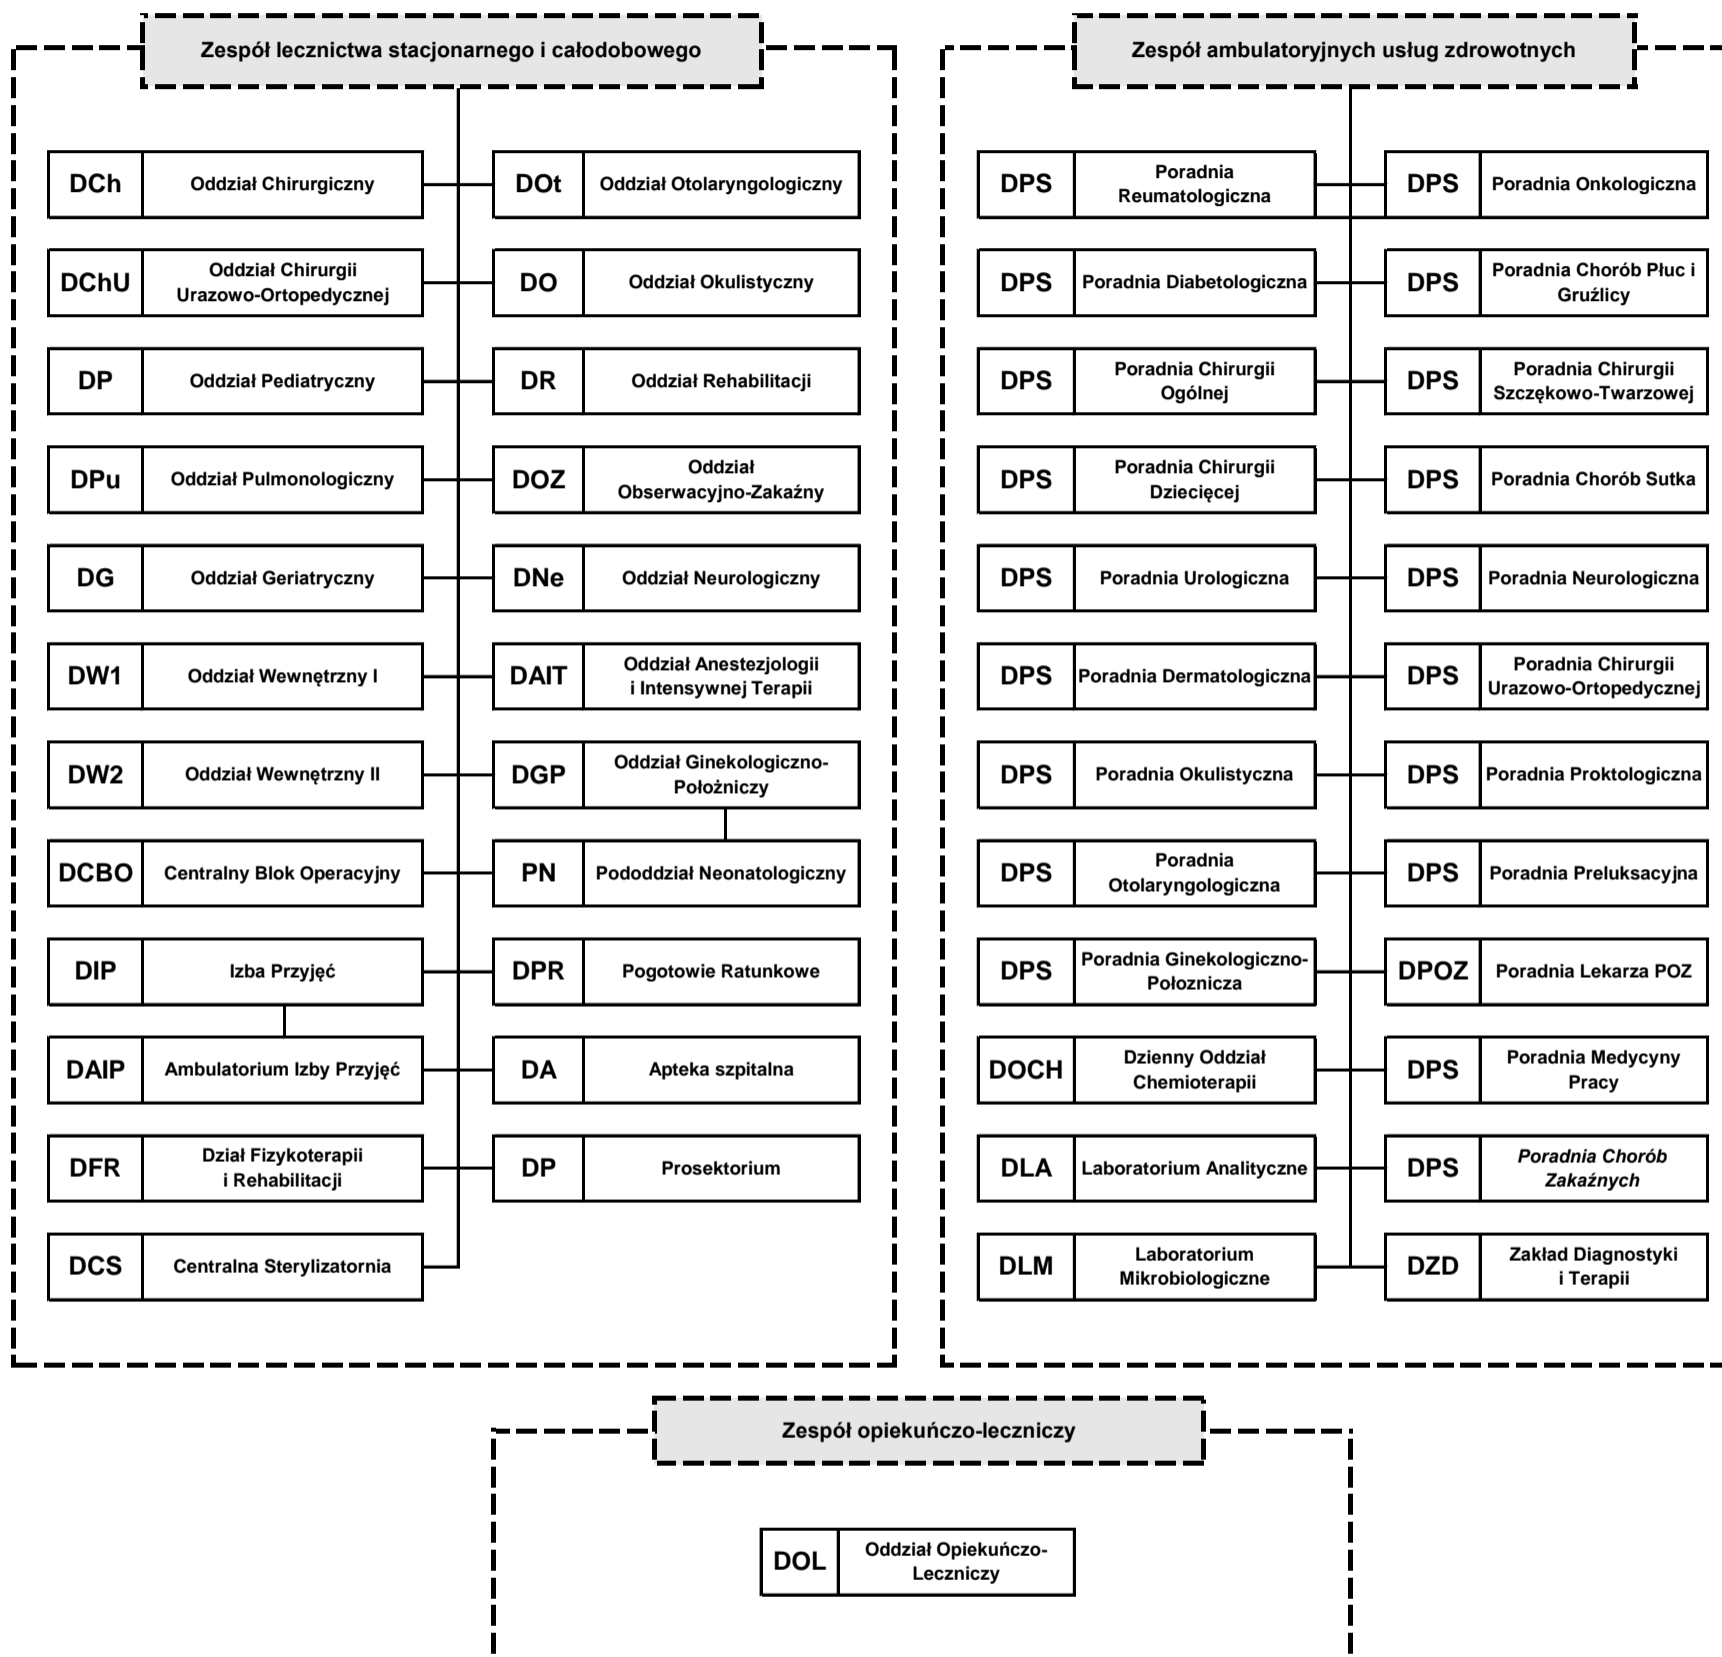 Zespół lecznictwa stacjonarnego i całodobowego
DCh
Oddział Chirurgiczny
DOt
Oddział Otolaryngologiczny
DChU
Oddział Chirurgii
Urazowo-Ortopedycznej
DO
Oddział Okulistyczny
DP
Oddział Pediatryczny
DR
Oddział Rehabilitacji
DPu
Oddział Pulmonologiczny
DOZ
Oddział
Obserwacyjno-Zakaźny
DG
Oddział Geriatryczny
DNe
Oddział Neurologiczny
DW1
Oddział Wewnętrzny I
DAIT
Oddział Anestezjologii
i Intensywnej Terapii
DW2
Oddział Wewnętrzny II
DGP
Oddział Ginekologiczno-
Położniczy
DCBO
Centralny Blok Operacyjny
PN
Pododdział Neonatologiczny
DIP
Izba Przyjęć
DPR
Pogotowie Ratunkowe
DAIP
Ambulatorium Izby Przyjęć
DA
Apteka szpitalna
DFR
Dział Fizykoterapii
i Rehabilitacji
DP
Prosektorium
DCS
Centralna Sterylizatornia
Zespół ambulatoryjnych usług zdrowotnych
DPS
Poradnia
Reumatologiczna
DPS
Poradnia Onkologiczna
DPS
Poradnia Diabetologiczna
DPS
Poradnia Chorób Płuc i
Gruźlicy
DPS
Poradnia Chirurgii
Ogólnej
DPS
Poradnia Chirurgii
Szczękowo-Twarzowej
DPS
Poradnia Chirurgii
Dziecięcej
DPS
Poradnia Chorób Sutka
DPS
Poradnia Urologiczna
DPS
Poradnia Neurologiczna
DPS
Poradnia Dermatologiczna
DPS
Poradnia Chirurgii
Urazowo-Ortopedycznej
DPS
Poradnia Okulistyczna
DPS
Poradnia Proktologiczna
DPS
Poradnia
Otolaryngologiczna
DPS
Poradnia Preluksacyjna
DPS
Poradnia Ginekologiczno-
Położnicza
DPOZ
Poradnia Lekarza POZ
DOCH
Dzienny Oddział
Chemioterapii
DPS
Poradnia Medycyny
Pracy
DLA
Laboratorium Analityczne
DPS
Poradnia Chorób
Zakaźnych
DLM
Laboratorium
Mikrobiologiczne
DZD
Zakład Diagnostyki
i Terapii
Zespół opiekuńczo-leczniczy
DOL
Oddział Opiekuńczo-
Leczniczy